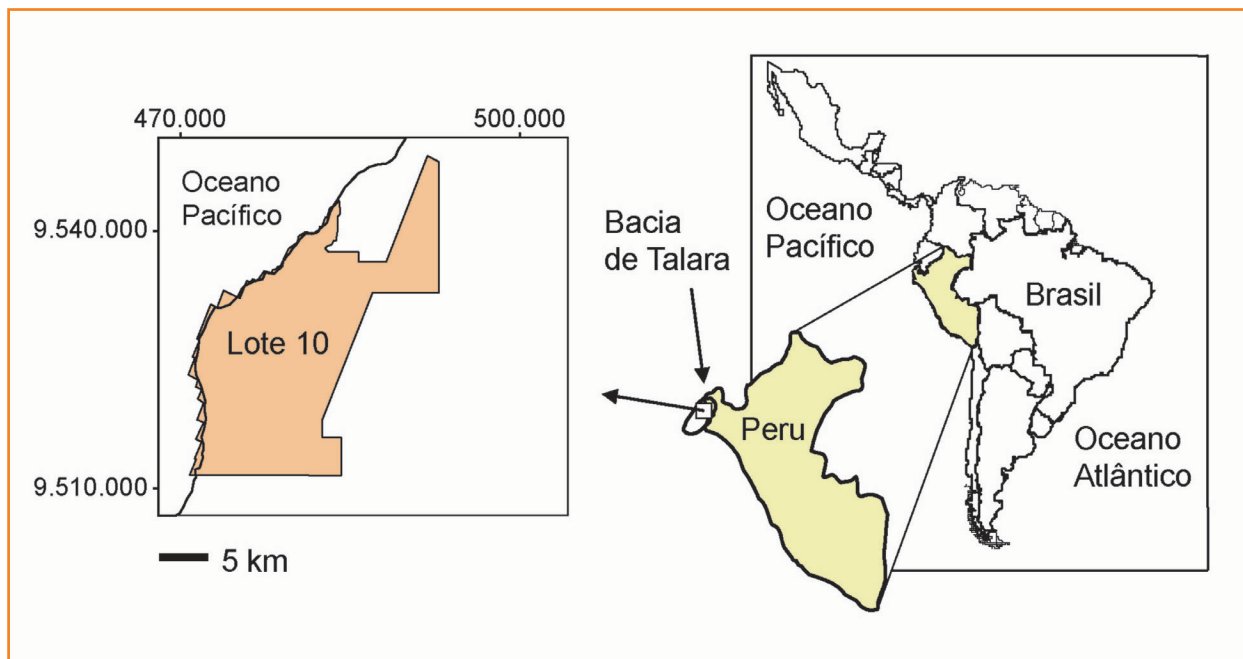 470.000
500.000
Oceano
Pacífico
9.540.000
Lote 10
9.510.000
5 km
Bacia
de Talara
Peru
Oceano
Pacífico
Brasil
Oceano
Atlântico